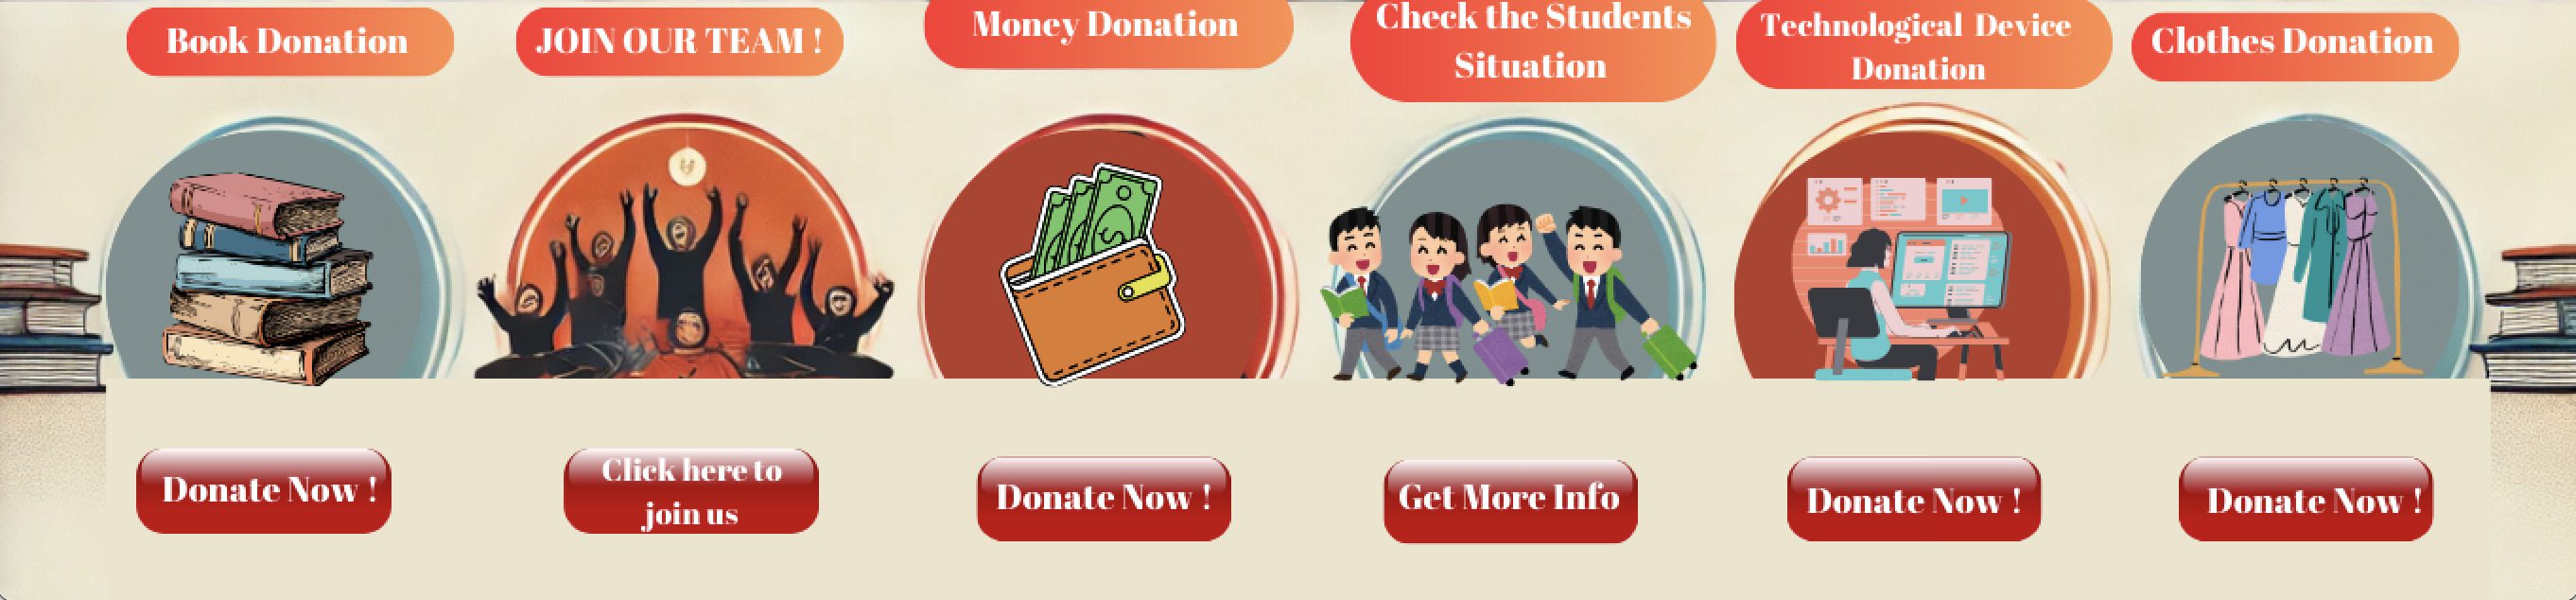 Book Donation
JOIN OUR TEAM !
Money Donation
Check the Students
Situation
Technological Device
Donation
Clothes Donation
Donate Now !
Click here to
join us
Donate Now !
Get More Info
Donate Now !
Donate Now !